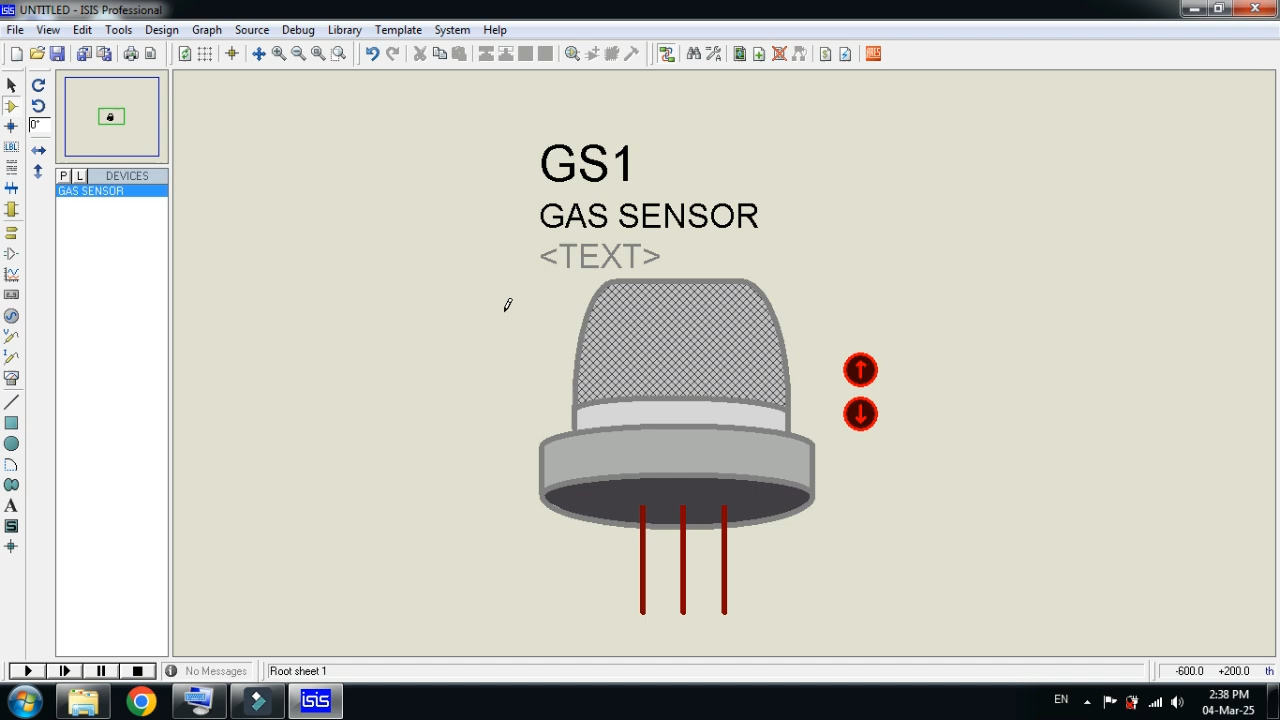 UNTITLED - ISIS Professional
File View Edit Tools Design Graph Source Debug Library Template System Help
0°
P L DEVICES
GAS SENSOR
LBL
GS1
GAS SENSOR
<TEXT>
A
S
No Messages
Root sheet 1
-600.0 +200.0 th
isis
EN
2:38 PM
04-Mar-25